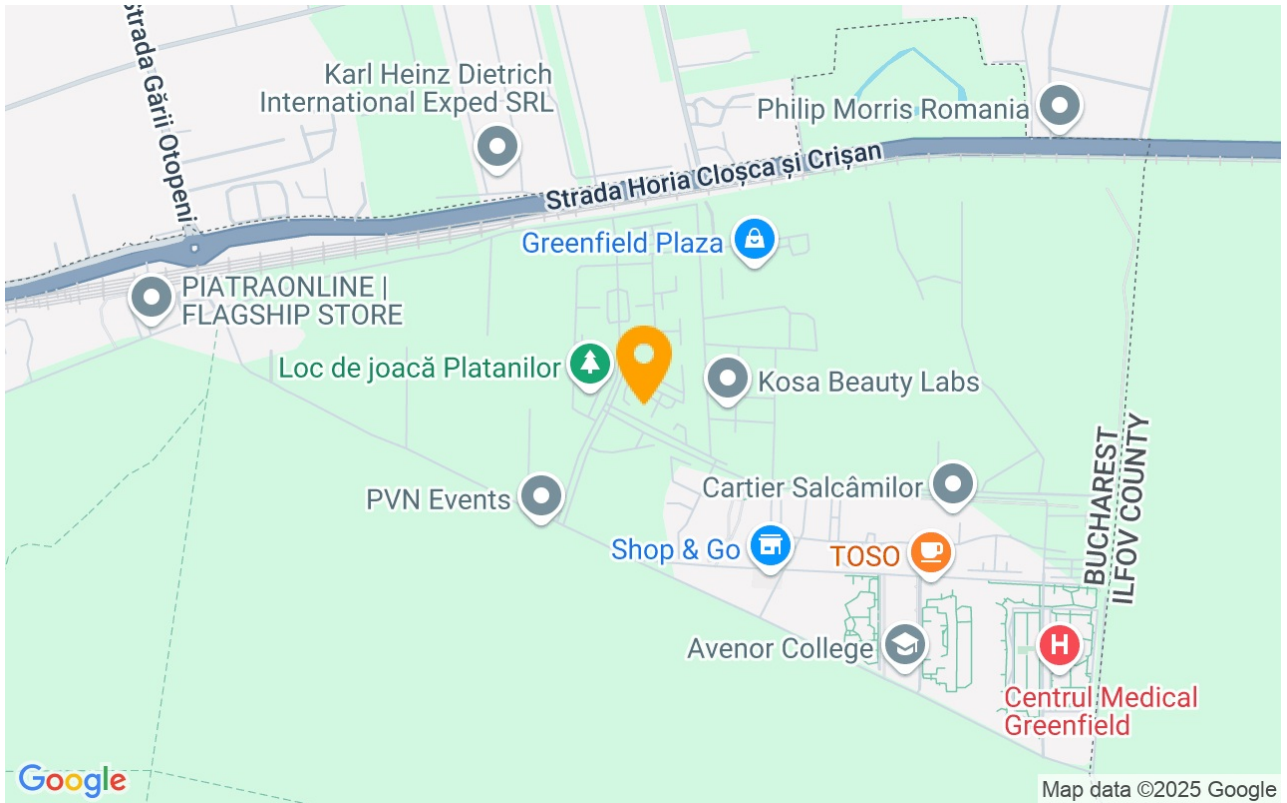 Strada Gării Otopeni
Karl Heinz Dietrich
International Exped SRL
Philip Morris Romania
Strada Horia Cloșca și Crișan
Greenfield Plaza
PIATRAONLINE |
FLAGSHIP STORE
Loc de joacă Platanilor
Kosa Beauty Labs
BUCHAREST
ILFOV COUNTY
PVN Events
Cartier Salcâmilor
Shop & Go
TOSO
Avenor College
H
Centrul Medical
Greenfield
Google
Map data ©2025 Google